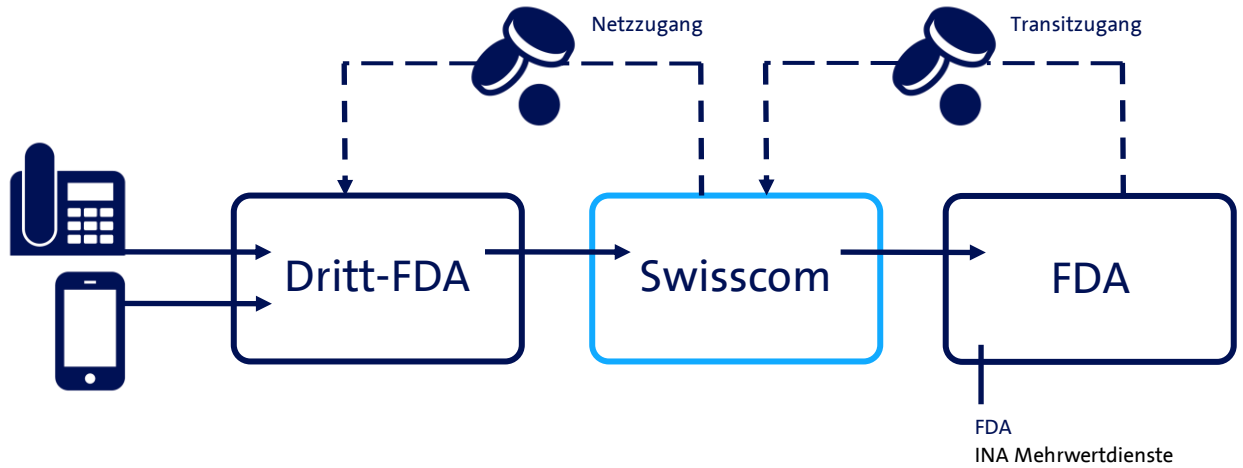 Netzzugang
Transitzugang
Dritt-FDA
Swisscom
FDA
FDA
INA Mehrwertdienste